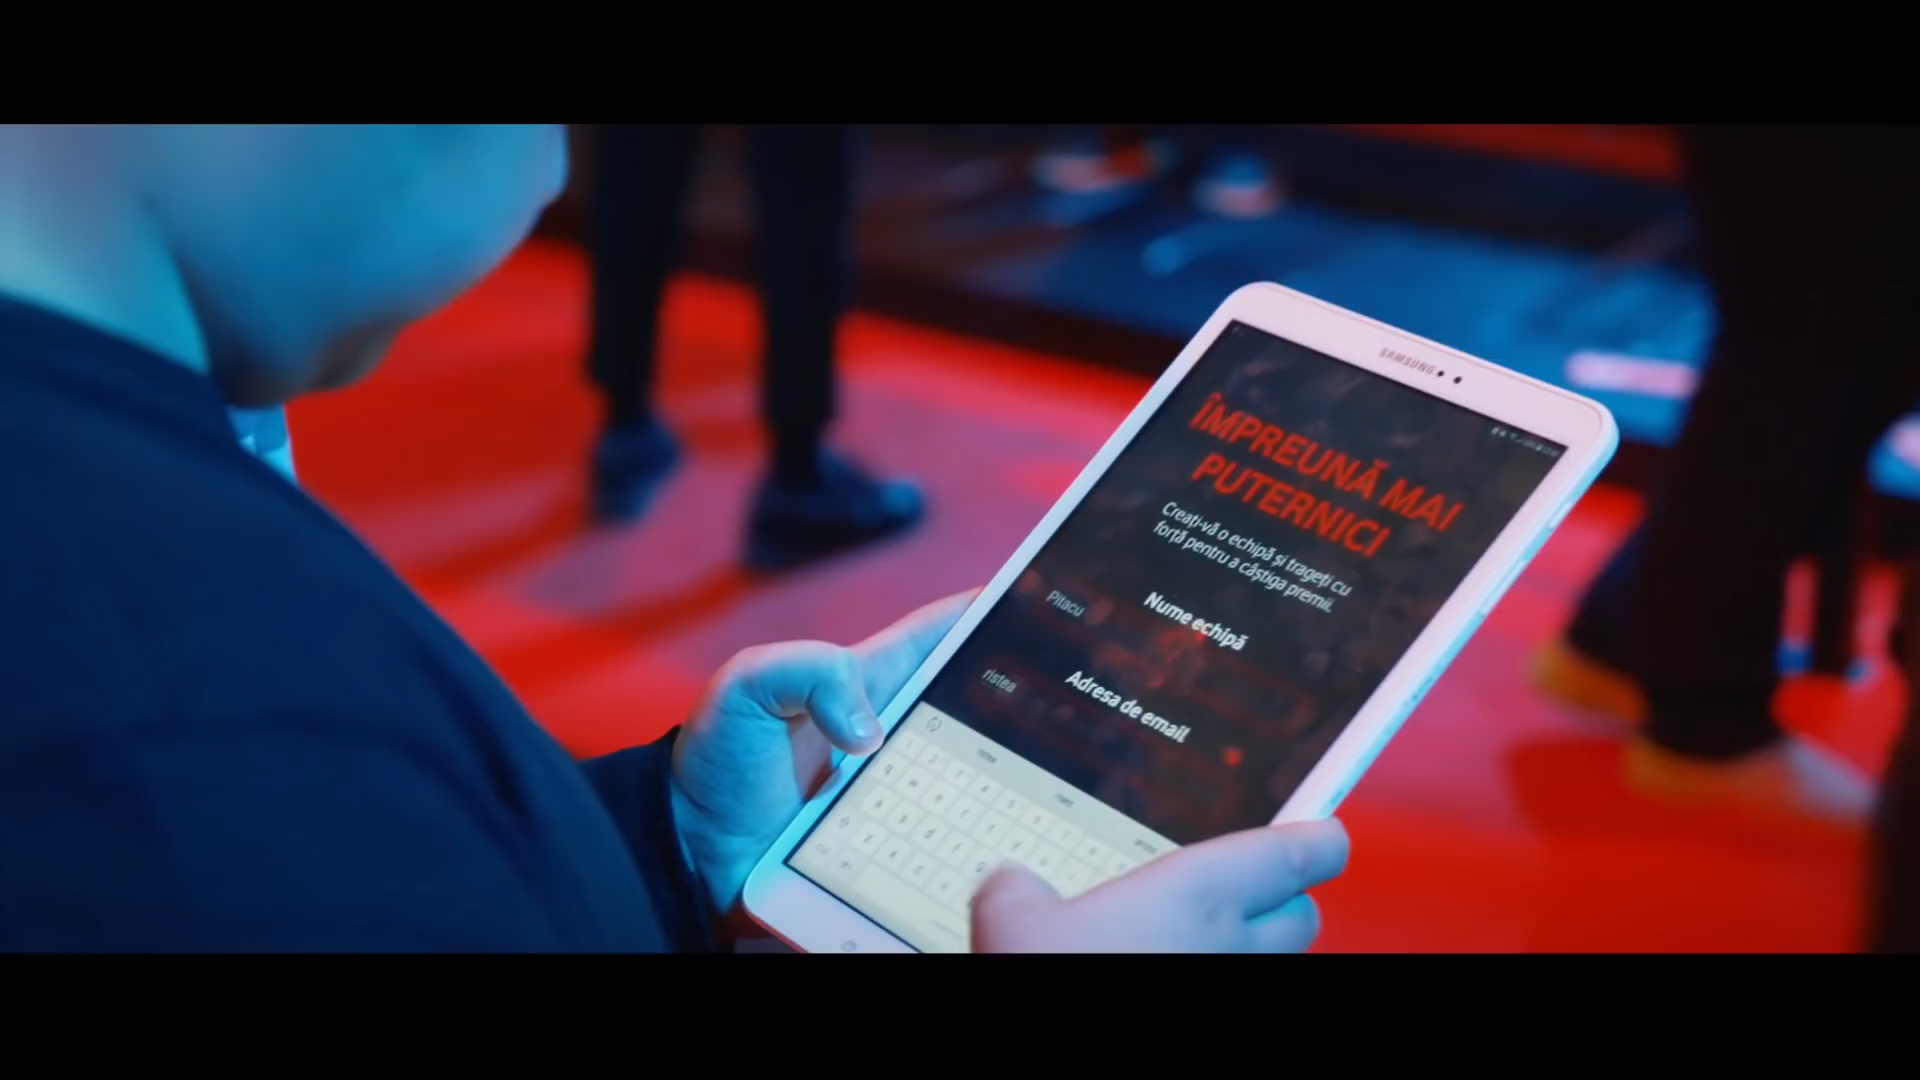 SAMSUNG
ÎMPREUNĂ MAI
PUTERNICI
Creați-vă o echipă și trageți cu
forță pentru a câștiga premii.
Nume echipă
Pitacu
Adresa de email
ristea
ristea